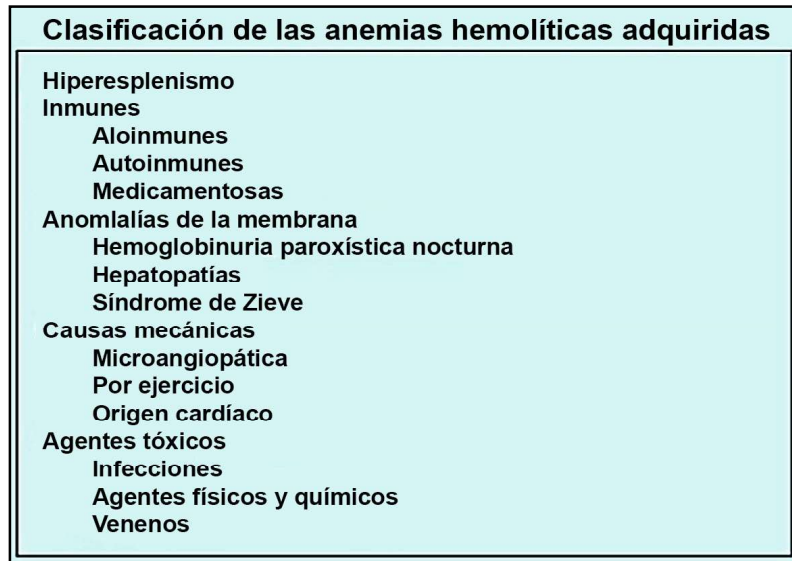 Clasificación de las anemias hemolíticas adquiridas
Hiperesplenismo
Inmunes
Aloinmunes
Autoinmunes
Medicamentosas
Anomlalías de la membrana
Hemoglobinuria paroxística nocturna
Hepatopatías
Síndrome de Zieve
Causas mecánicas
Microangiopática
Por ejercicio
Origen cardíaco
Agentes tóxicos
Infecciones
Agentes físicos y químicos
Venenos